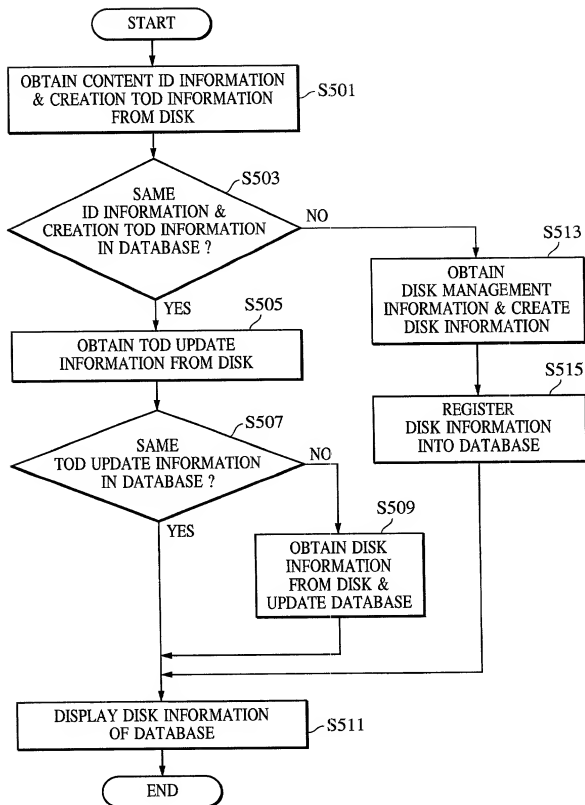 START
OBTAIN CONTENT ID INFORMATION
& CREATION TOD INFORMATION
FROM DISK
S501
SAME
ID INFORMATION &
CREATION TOD INFORMATION
IN DATABASE ?
S503
NO
YES
S513
OBTAIN
DISK MANAGEMENT
INFORMATION & CREATE
DISK INFORMATION
S505
OBTAIN TOD UPDATE
INFORMATION FROM DISK
S515
REGISTER
DISK INFORMATION
INTO DATABASE
S507
SAME
TOD UPDATE INFORMATION
IN DATABASE ?
NO
YES
S509
OBTAIN DISK
INFORMATION
FROM DISK &
UPDATE DATABASE
DISPLAY DISK INFORMATION
OF DATABASE
S511
END